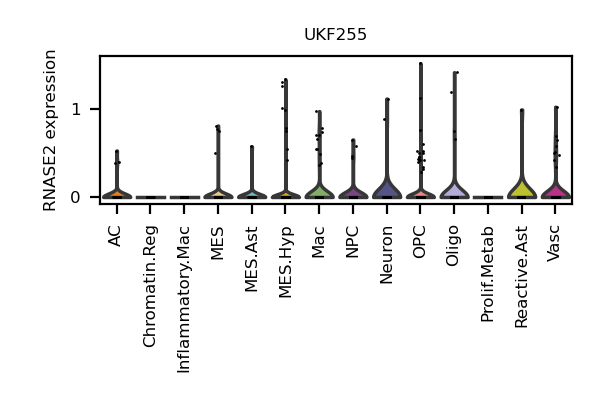 UKF255
RNASE2 expression
1
0
AC
Chromatin.Reg
Inflammatory.Mac
MES
MES.Ast
MES.Hyp
Mac
NPC
Neuron
OPC
Oligo
Prolif.Metab
Reactive.Ast
Vasc